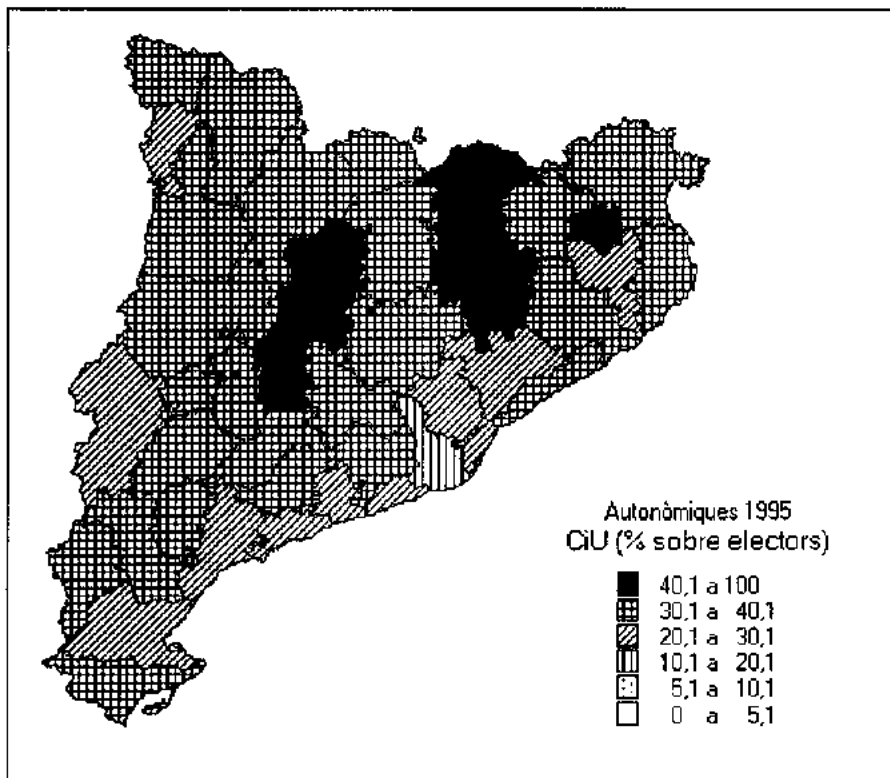 Autonòmiques 1995
CiU (% sobre electors)
40,1 a 100
30,1 a 40,1
20,1 a 30,1
10,1 a 20,1
5,1 a 10,1
0 a 5,1